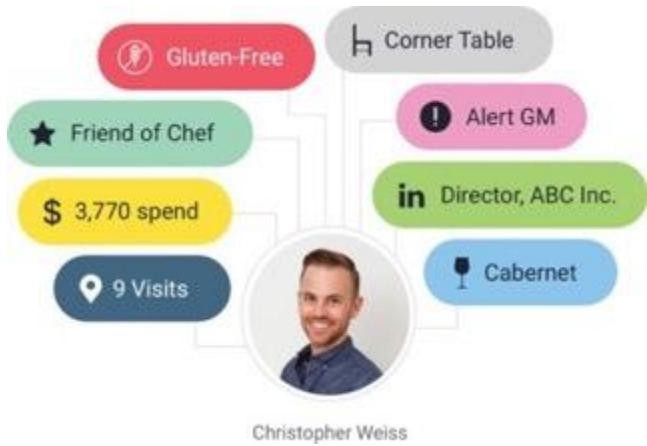 Gluten-Free
Corner Table
Friend of Chef
Alert GM
$ 3,770 spend
in Director, ABC Inc.
9 Visits
Cabernet
Christopher Weiss